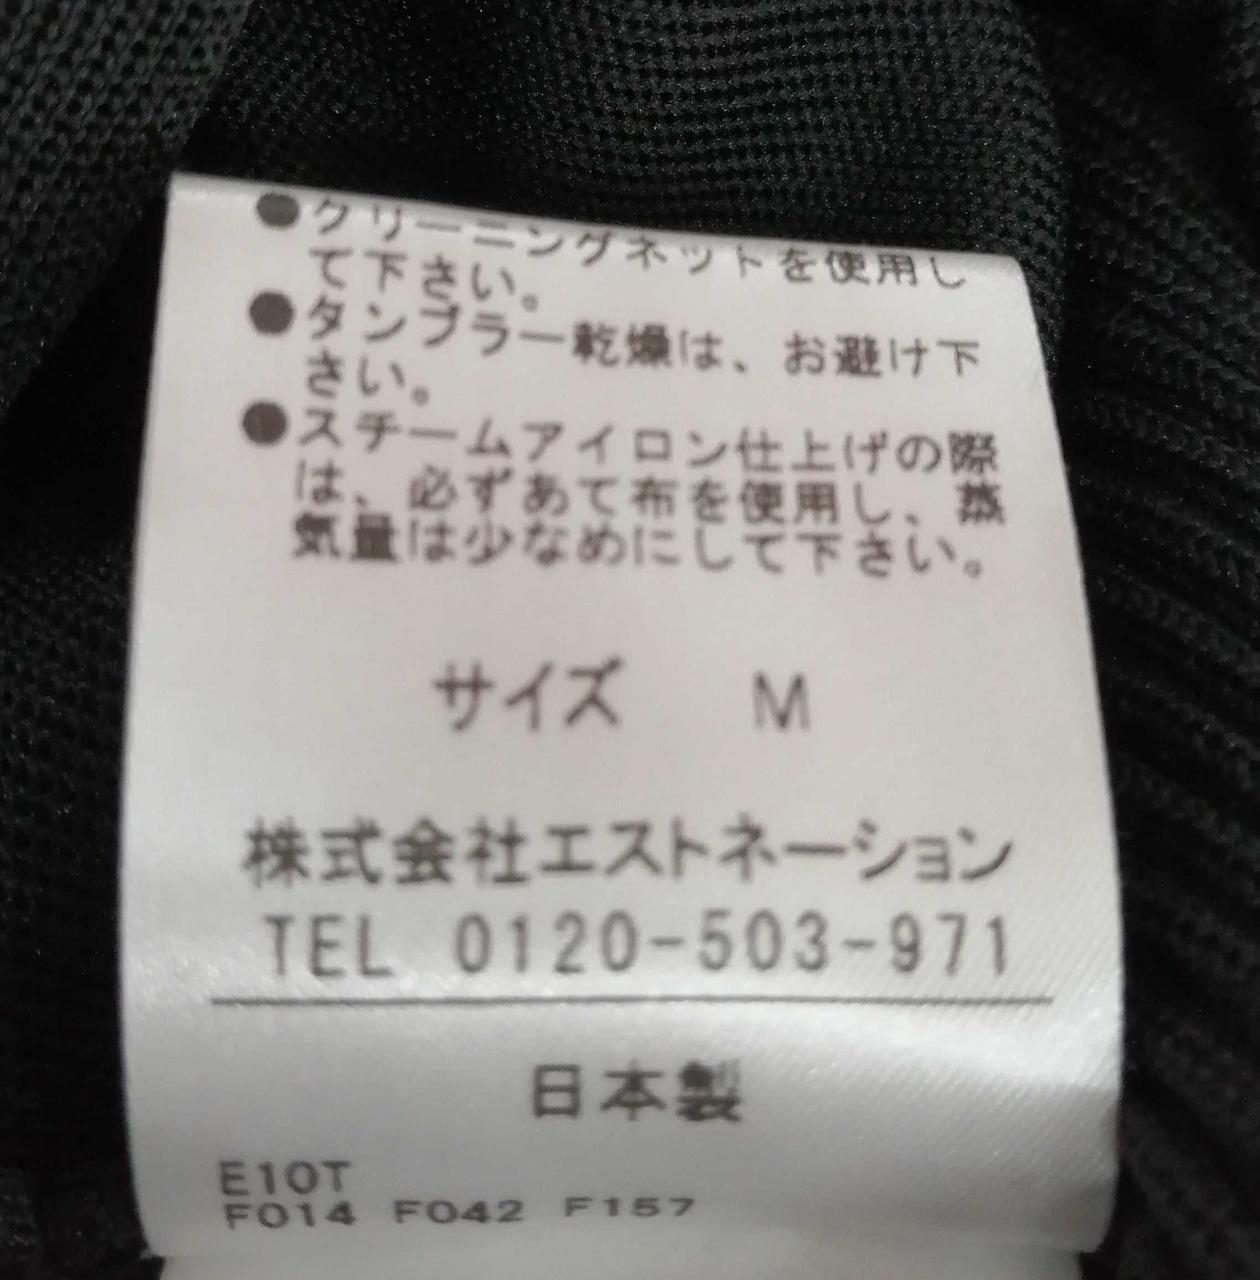 ●クリーニングネットを使用し
て下さい。
●タンブラー乾燥は、お避け下
さい。
●スチームアイロン仕上げの際
は、必ずあて布を使用し、蒸
気量は少なめにして下さい。
サイズ M
株式会社エストネーション
TEL 0120-503-971
日本製
E10T
F014 F042 F157